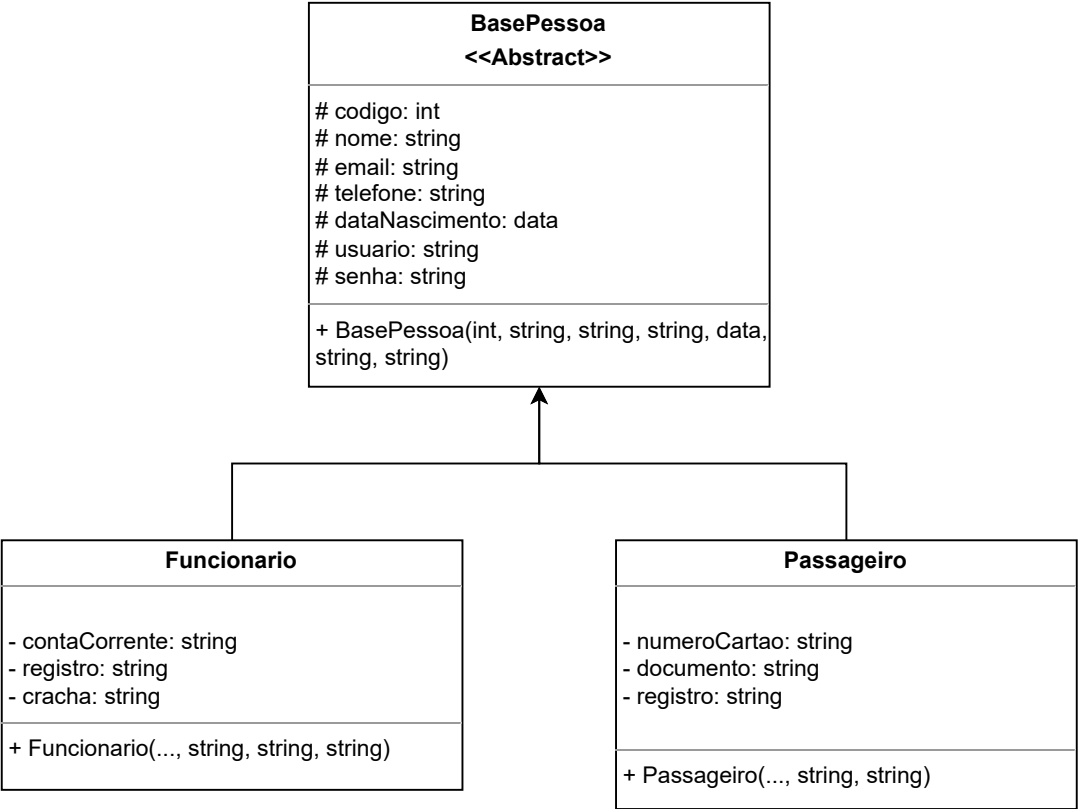 BasePessoa
<<Abstract>>
# codigo: int
# nome: string
# email: string
# telefone: string
# dataNascimento: data
# usuario: string
# senha: string
+ BasePessoa(int, string, string, string, data,
string, string)
Funcionario
- contaCorrente: string
- registro: string
- cracha: string
+ Funcionario(..., string, string, string)
Passageiro
- numeroCartao: string
- documento: string
- registro: string
+ Passageiro(..., string, string)